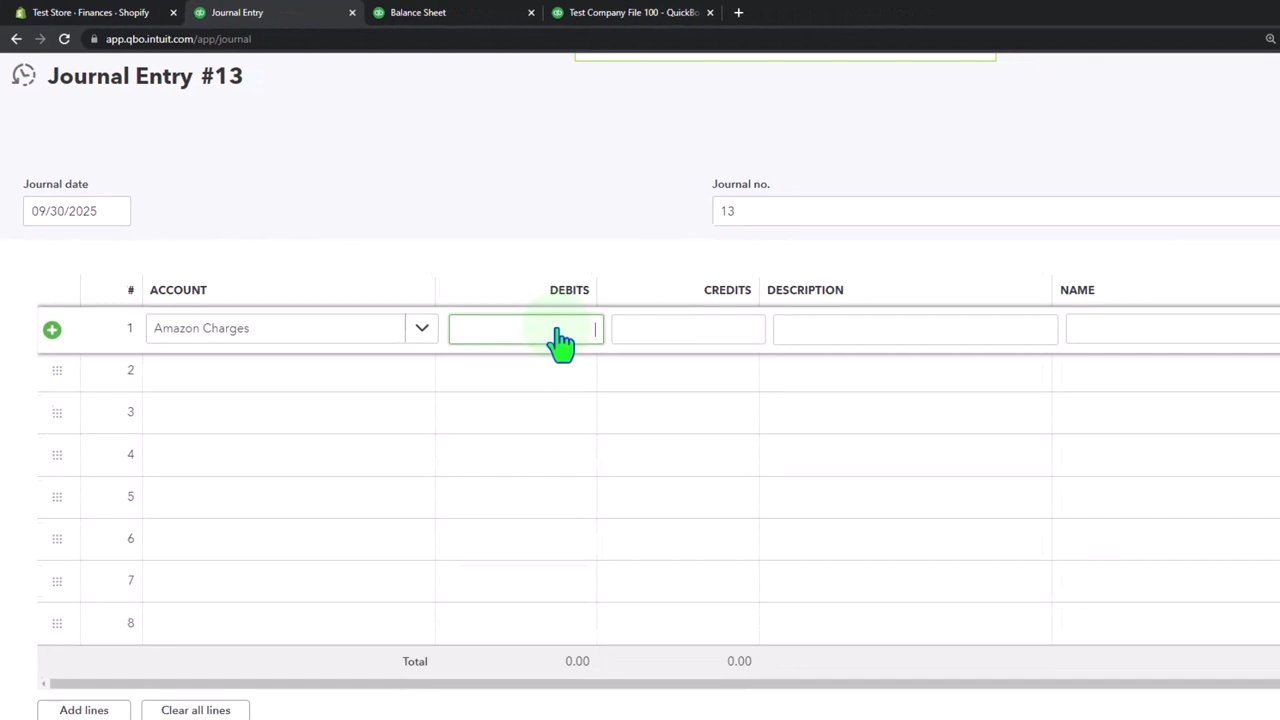 Test Store · Finances · Shopify
Journal Entry
Balance Sheet
Test Company File 100 - QuickBo
app.qbo.intuit.com/app/journal
Journal Entry #13
Journal date
Journal no.
09/30/2025
13
# ACCOUNT DEBITS CREDITS DESCRIPTION NAME
1 Amazon Charges
2
3
4
5
6
7
8
Total 0.00 0.00
Add lines Clear all lines